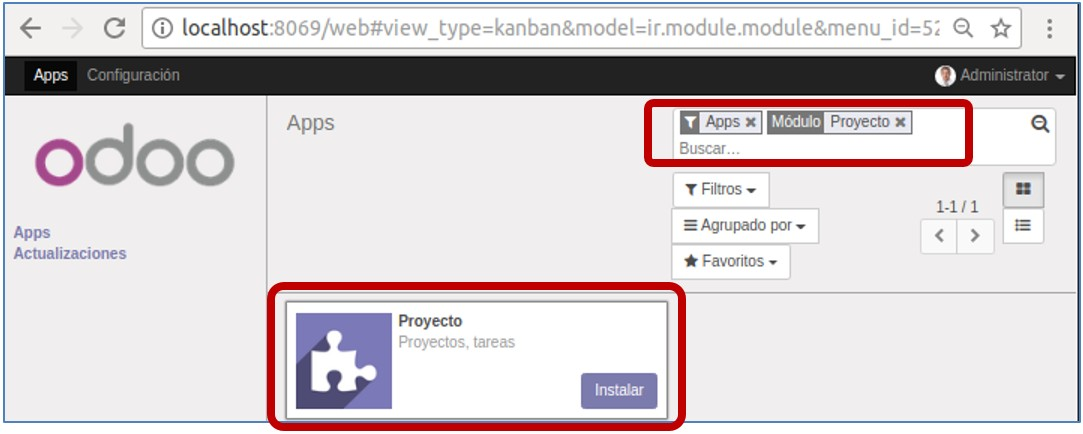 localhost:8069/web#view_type=kanban&model=ir.module.module&menu_id=52
Apps Configuración Administrator
odoo
Apps
Actualizaciones
Apps
Apps Módulo Proyecto
Buscar...
Filtros
Agrupado por
Favoritos
1-1 / 1
Proyecto
Proyectos, tareas
Instalar